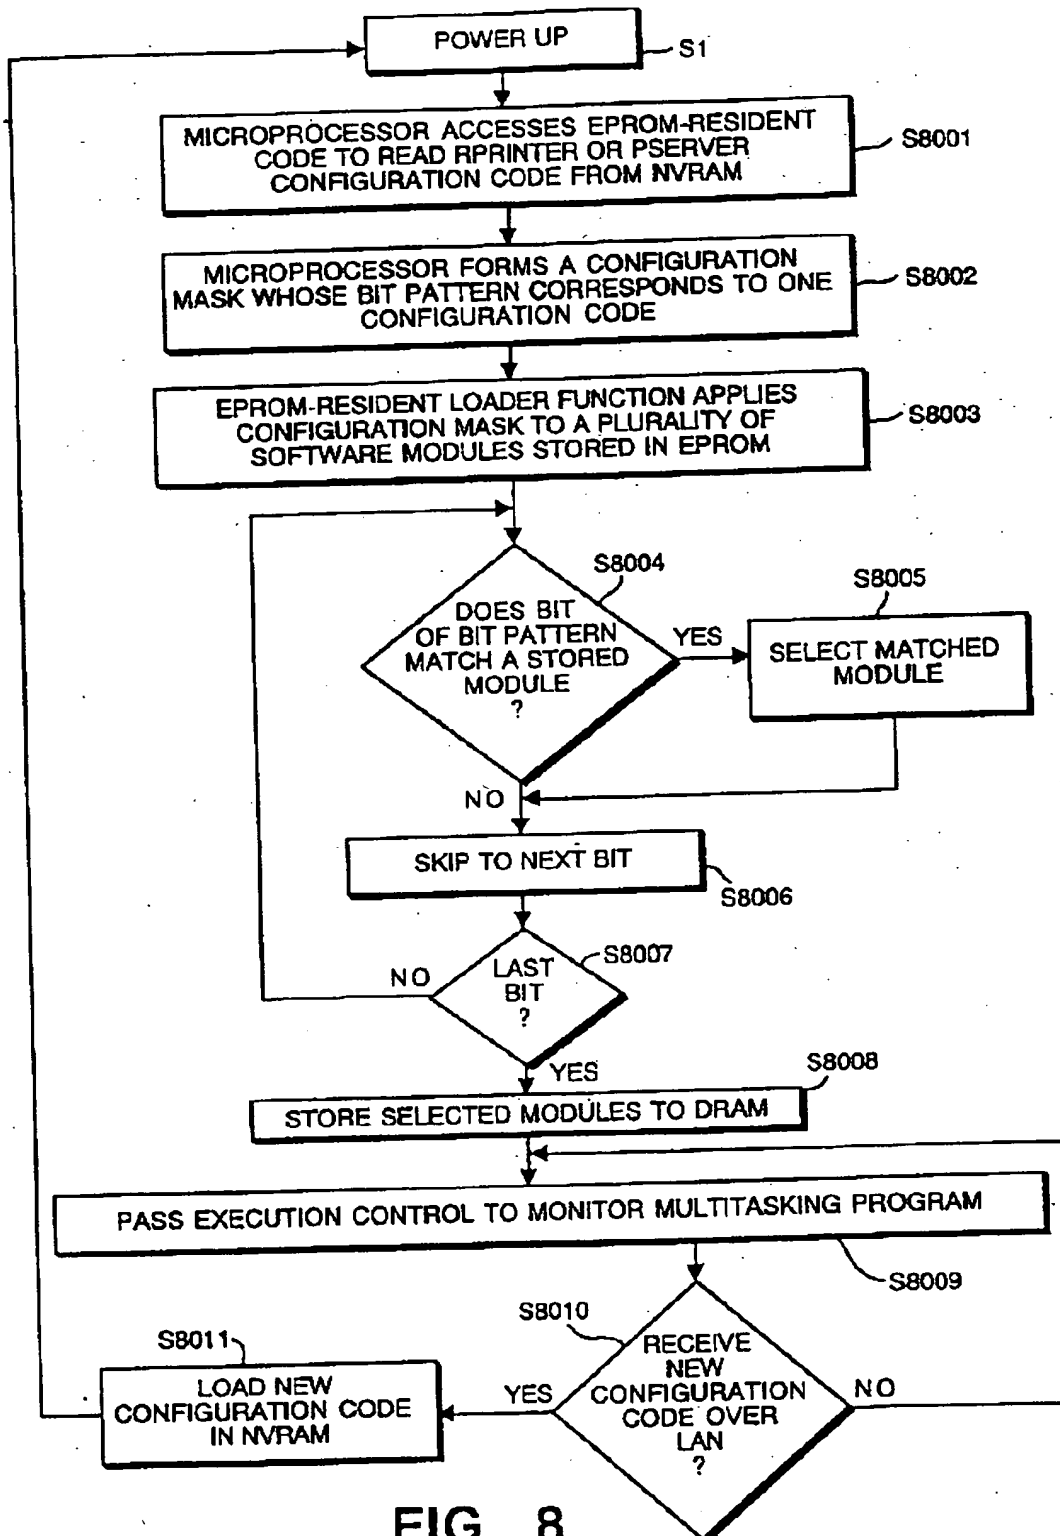 POWER UP
S1
MICROPROCESSOR ACCESSES EPROM-RESIDENT
CODE TO READ RPRINTER OR PSERVER
CONFIGURATION CODE FROM NVRAM
S8001
MICROPROCESSOR FORMS A CONFIGURATION
MASK WHOSE BIT PATTERN CORRESPONDS TO ONE
CONFIGURATION CODE
S8002
EPROM-RESIDENT LOADER FUNCTION APPLIES
CONFIGURATION MASK TO A PLURALITY OF
SOFTWARE MODULES STORED IN EPROM
S8003
S8004
DOES BIT
OF BIT PATTERN
MATCH A STORED
MODULE
?
YES
S8005
SELECT MATCHED
MODULE
NO
SKIP TO NEXT BIT
S8006
S8007
LAST
BIT
?
NO
YES
S8008
STORE SELECTED MODULES TO DRAM
PASS EXECUTION CONTROL TO MONITOR MULTITASKING PROGRAM
S8009
S8010
RECEIVE
NEW
CONFIGURATION
CODE OVER
LAN
?
YES
NO
S8011
LOAD NEW
CONFIGURATION CODE
IN NVRAM
FIG. 8